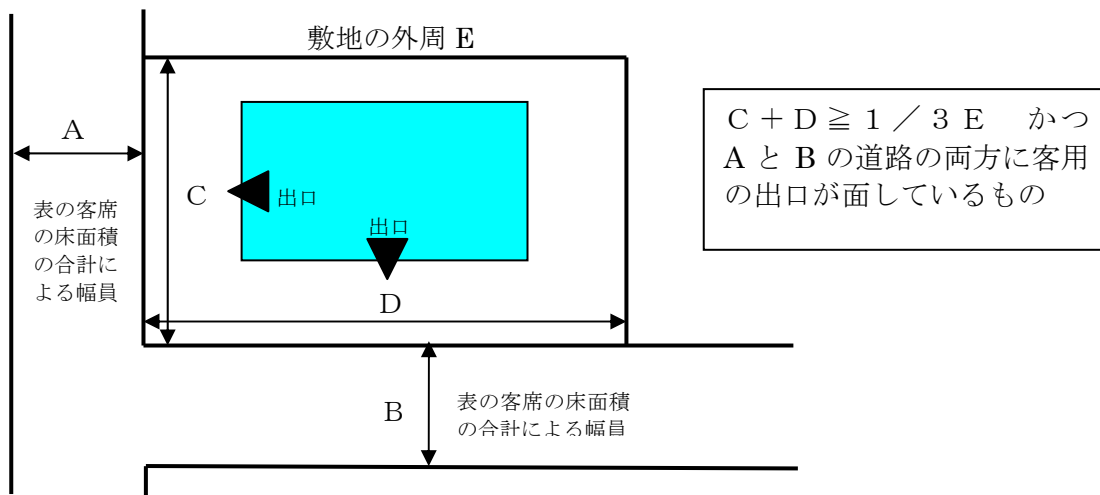 敷地の外周 E
A
表の客席
の床面積
の合計に
よる幅員
C
出口
出口
D
C+D≧1/3E かつ
A と B の道路の両方に客用
の出口が面しているもの
B
表の客席の床面積
の合計による幅員